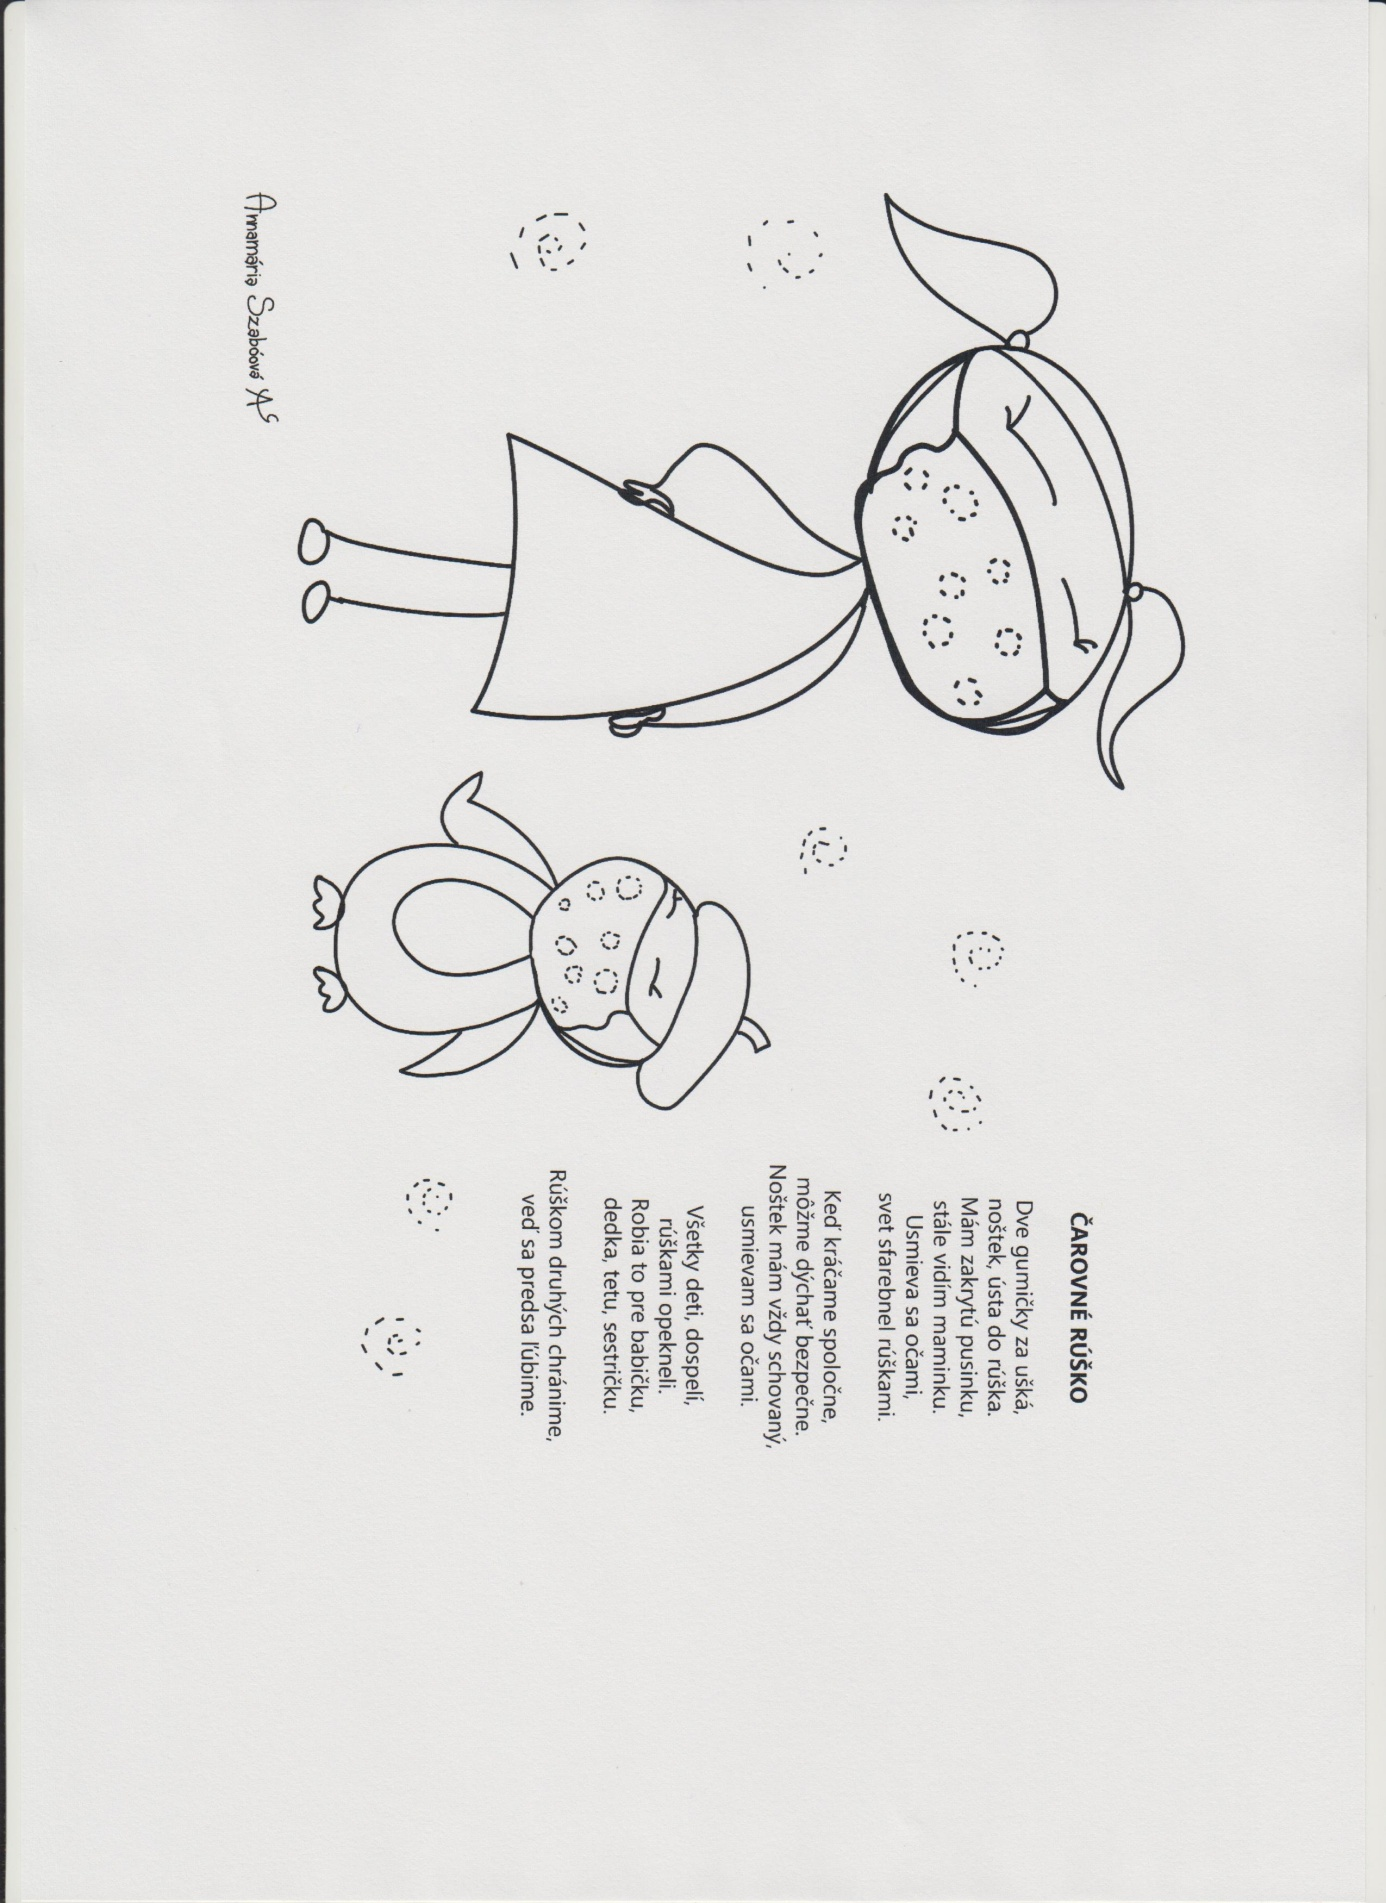 ČAROVNÉ RÚŠKO
Dve gumičky za uška,
noštek, ústa do rúška.
Mám zakrytú pusinku,
stále vidím maminku.
Usmieva sa očami,
svet sfarebnel rúškami.
Keď kráčame spoločne,
môžme dýchať bezpečne.
Noštek mám vždy schovaný,
usmievam sa očami.
Všetky deti, dospelí,
rúškami opekneli.
Robia to pre babičku,
dedka, tetu, sestričku.
Rúškom druhých chránime,
veď sa predsa ľúbime.
Annamária Szabóová